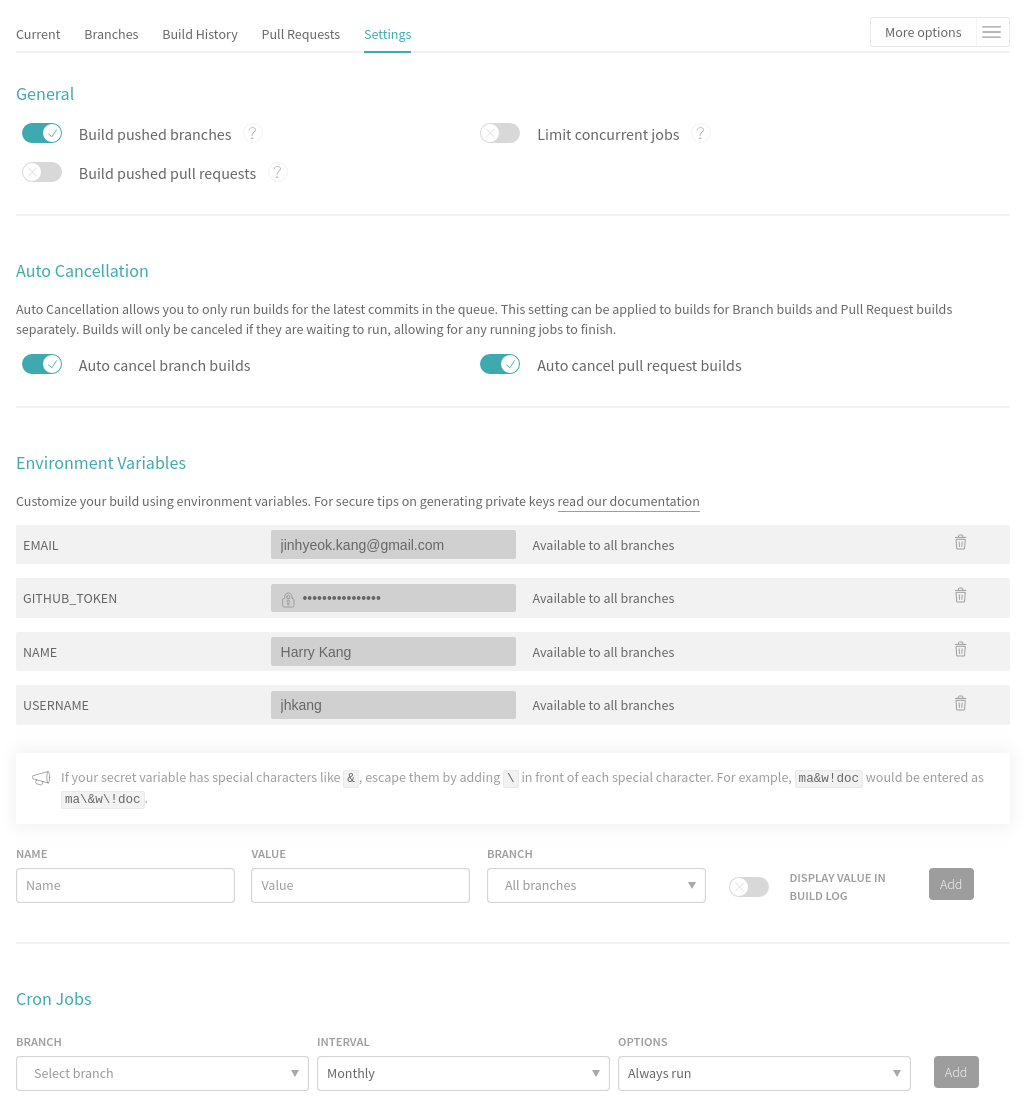 Current Branches Build History Pull Requests Settings More options
General
Build pushed branches ? Limit concurrent jobs ?
Build pushed pull requests ?
Auto Cancellation
Auto Cancellation allows you to only run builds for the latest commits in the queue. This setting can be applied to builds for Branch builds and Pull Request builds
separately. Builds will only be canceled if they are waiting to run, allowing for any running jobs to finish.
Auto cancel branch builds Auto cancel pull request builds
Environment Variables
Customize your build using environment variables. For secure tips on generating private keys read our documentation
EMAIL jinhyeok.kang@gmail.com Available to all branches
GITHUB_TOKEN •••••••••••••••• Available to all branches
NAME Harry Kang Available to all branches
USERNAME jhkang Available to all branches
If your secret variable has special characters like &, escape them by adding \ in front of each special character. For example, ma&w!doc would be entered as
ma\&w\!doc.
NAME VALUE BRANCH
Name Value All branches DISPLAY VALUE IN Add
BUILD LOG
Cron Jobs
BRANCH INTERVAL OPTIONS
Select branch Monthly Always run Add